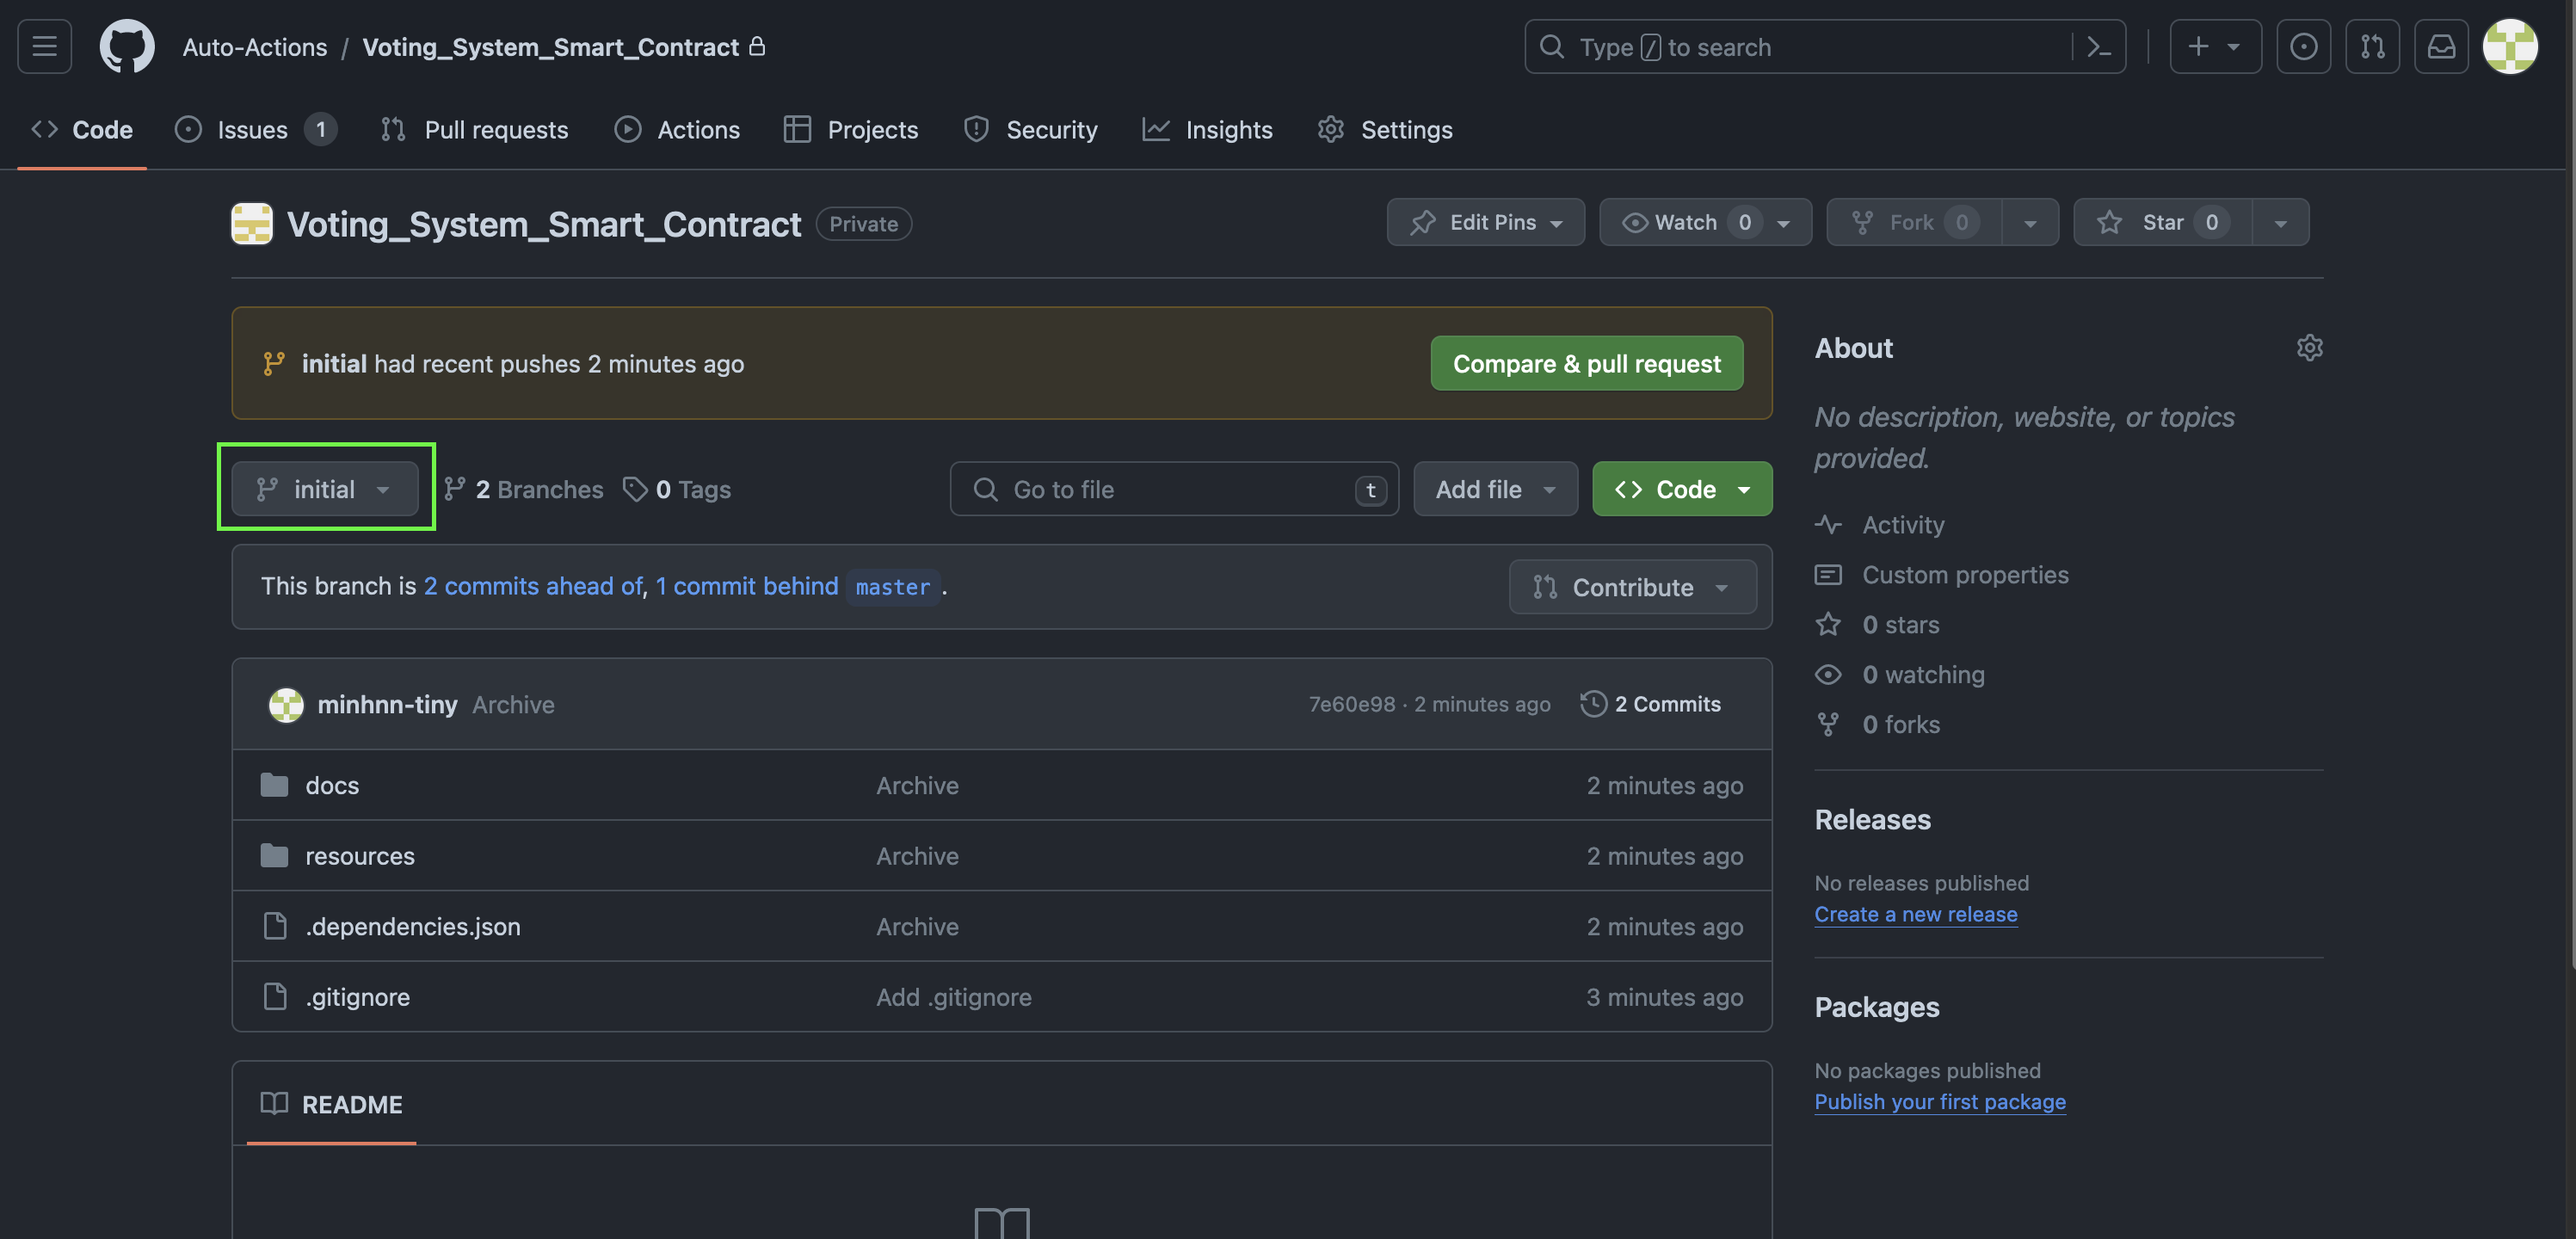 Auto-Actions / Voting_System_Smart_Contract
Type / to search
Code
Issues 1
Pull requests
Actions
Projects
Security
Insights
Settings
Voting_System_Smart_Contract Private
Edit Pins
Watch 0
Fork 0
Star 0
initial had recent pushes 2 minutes ago
Compare & pull request
initial
2 Branches
0 Tags
Go to file t
Add file
Code
This branch is 2 commits ahead of, 1 commit behind master.
Contribute
minhnn-tiny Archive 7e60e98 · 2 minutes ago 2 Commits
docs Archive 2 minutes ago
resources Archive 2 minutes ago
.dependencies.json Archive 2 minutes ago
.gitignore Add .gitignore 3 minutes ago
README
About
No description, website, or topics
provided.
Activity
Custom properties
0 stars
0 watching
0 forks
Releases
No releases published
Create a new release
Packages
No packages published
Publish your first package